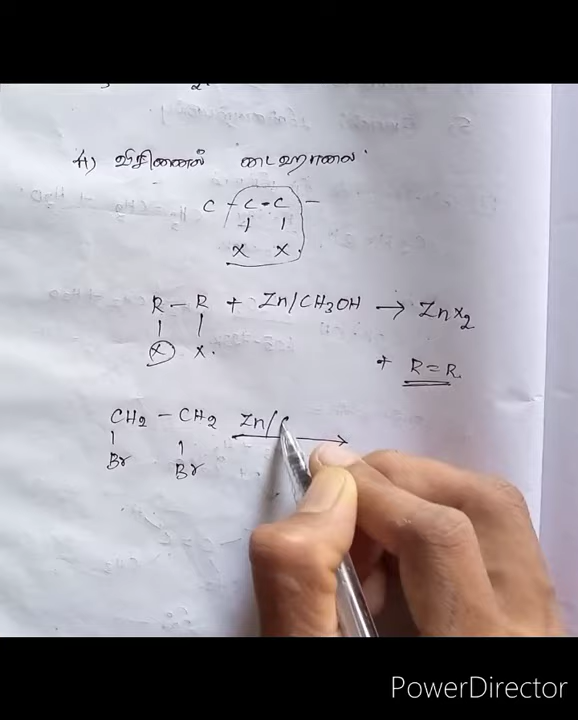 4) விசினைல் டைஹாலைடு
C - C - C -
X X
R - R + Zn/CH3OH → ZnX2
X X.
+ R = R
CH2 - CH2 Zn/C
Br Br
PowerDirector